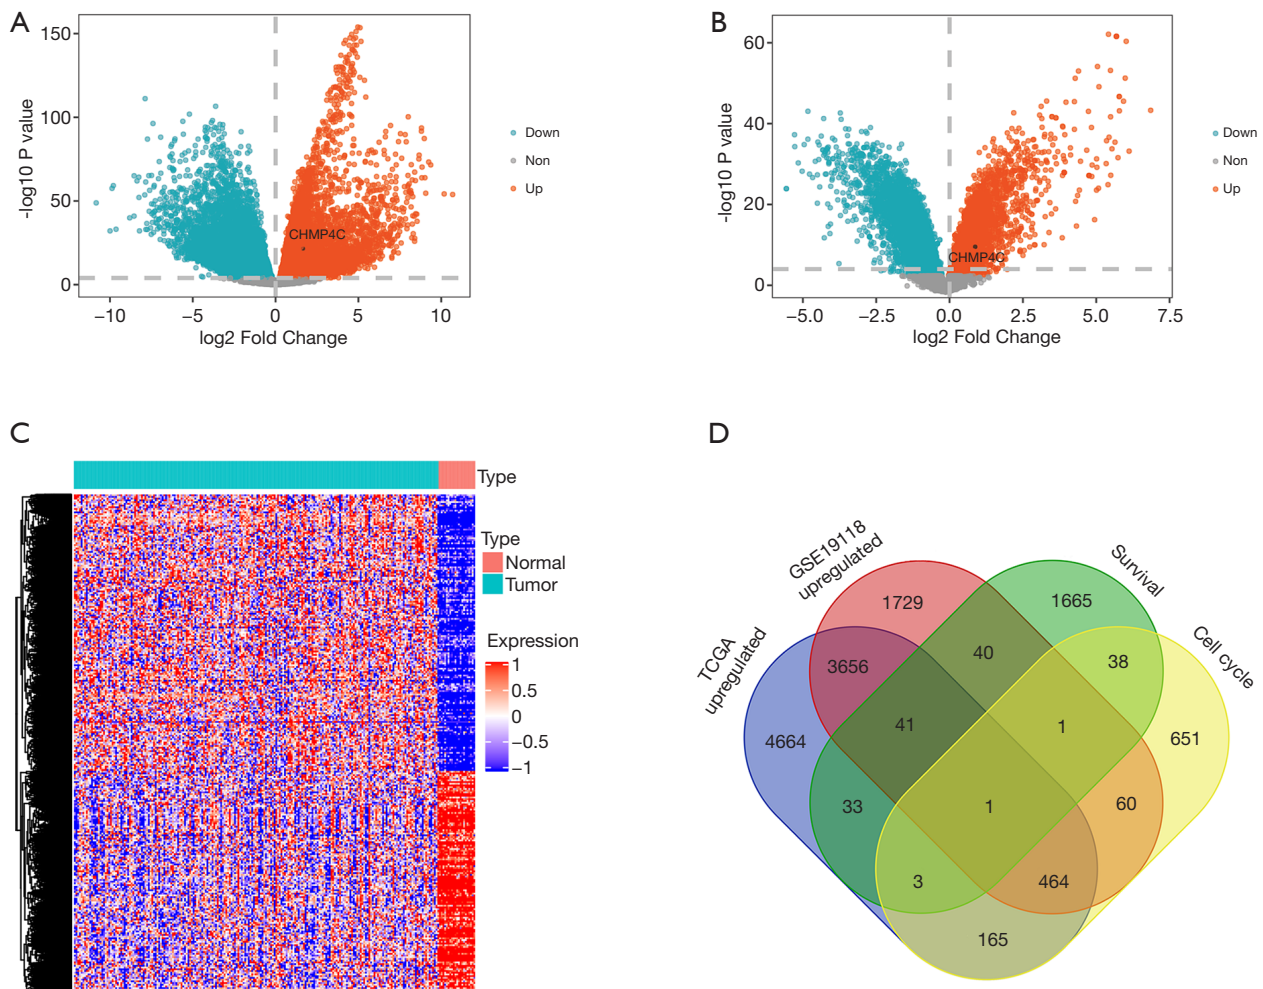 A
150
100
50
0
-log10 P value
CHMP4C
−10 −5 0 5 10
log2 Fold Change
Down
Non
Up
B
60
40
20
0
-log10 P value
CHMP4C
−5.0 −2.5 0.0 2.5 5.0 7.5
log2 Fold Change
Down
Non
Up
C
Type
Type
Normal
Tumor
Expression
1
0.5
0
−0.5
−1
D
TCGA
upregulated
GSE19118
upregulated
Survival
Cell cycle
1729
1665
3656
40
38
4664
41
1
651
33
1
60
3
464
165